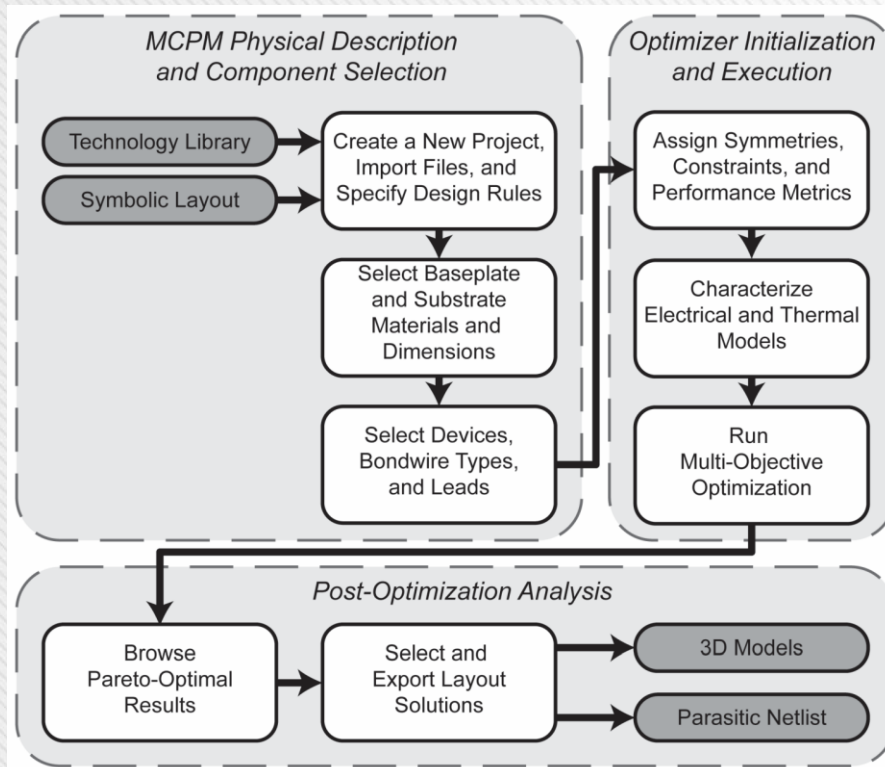 MCPM Physical Description
and Component Selection
Technology Library
Symbolic Layout
Create a New Project,
Import Files, and
Specify Design Rules
Select Baseplate
and Substrate
Materials and
Dimensions
Select Devices,
Bondwire Types,
and Leads
Optimizer Initialization
and Execution
Assign Symmetries,
Constraints, and
Performance Metrics
Characterize
Electrical and Thermal
Models
Run
Multi-Objective
Optimization
Post-Optimization Analysis
Browse
Pareto-Optimal
Results
Select and
Export Layout
Solutions
3D Models
Parasitic Netlist